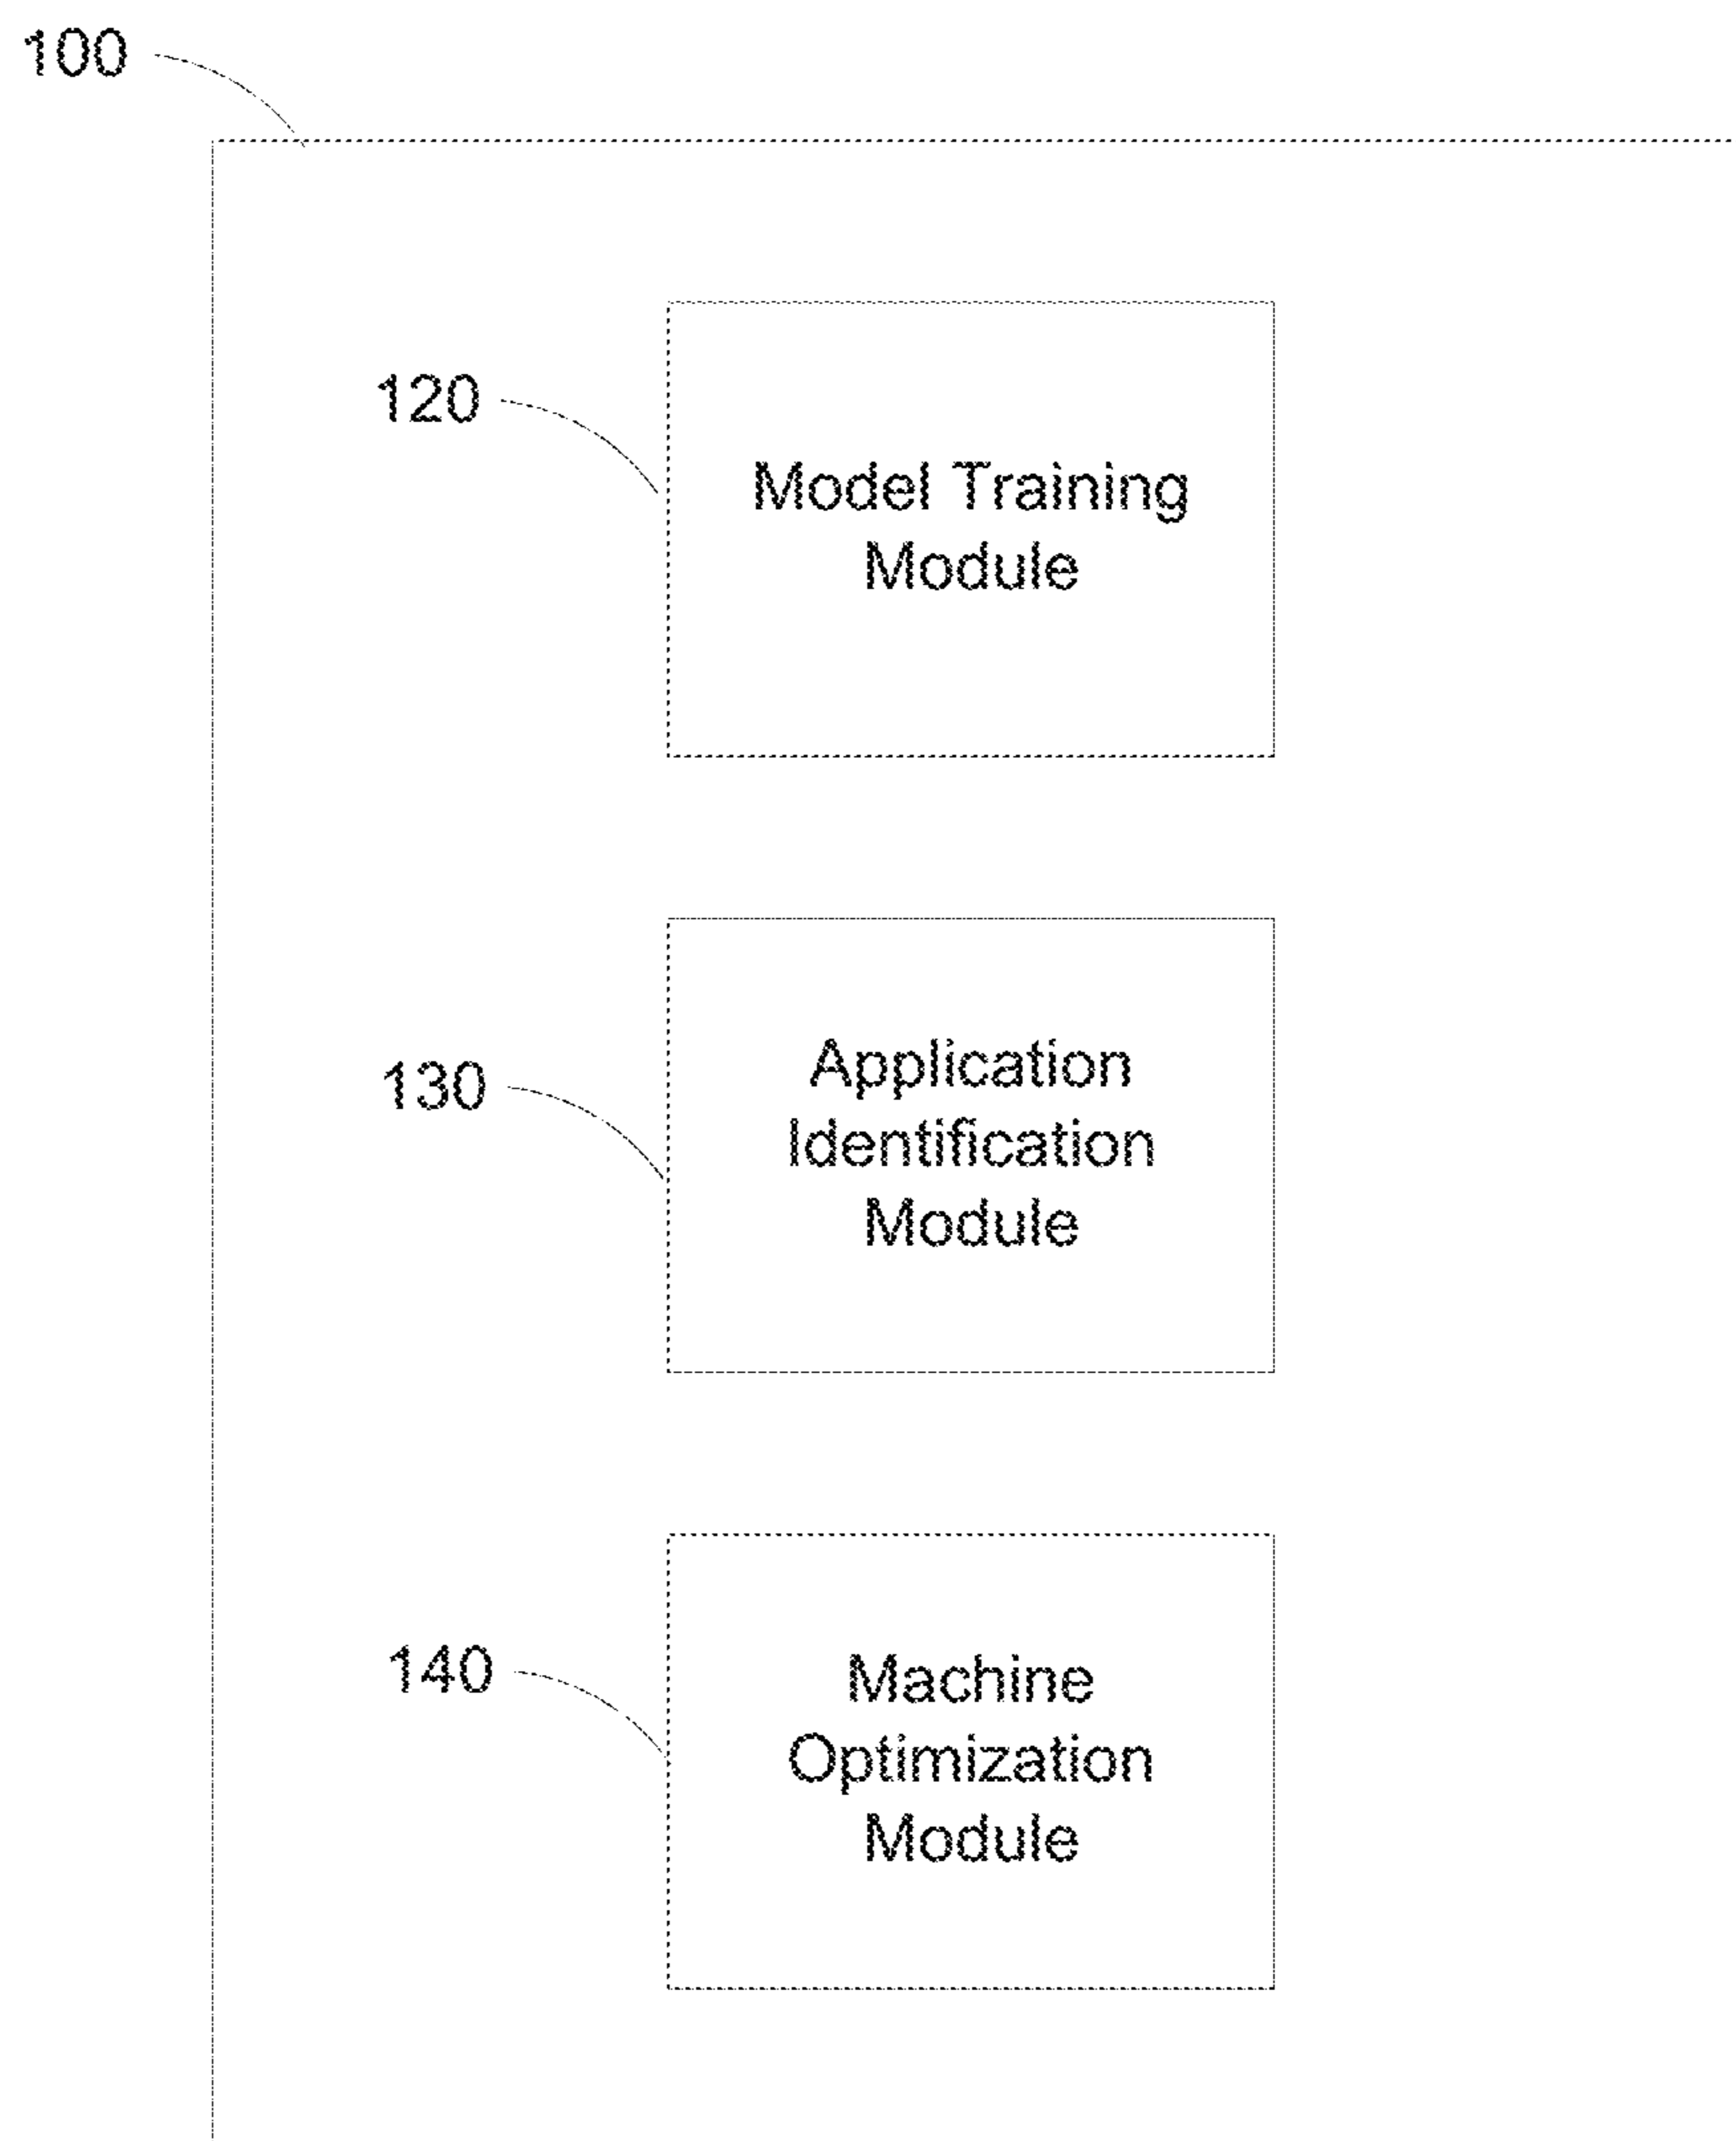 100
120
Model Training
Module
130
Application
Identification
Module
140
Machine
Optimization
Module